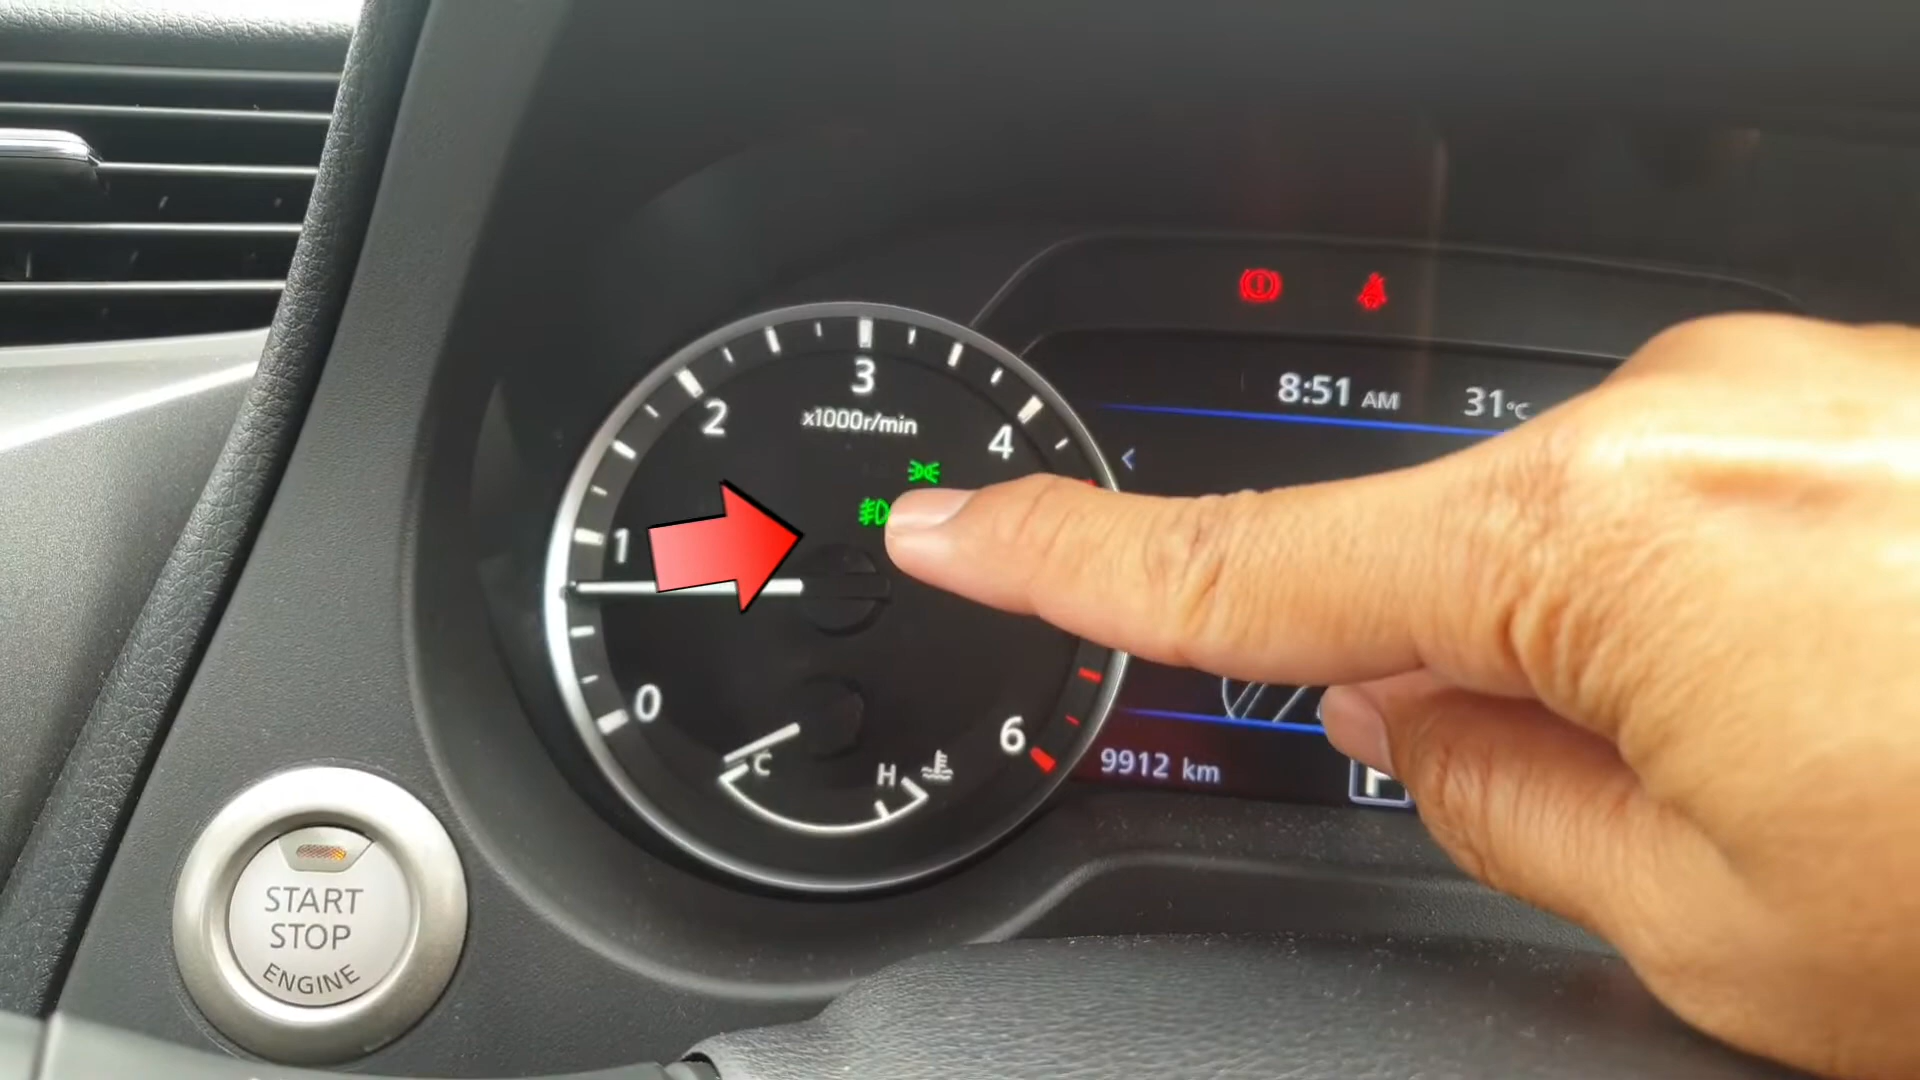 8:51 AM 31°C
3
2
4
x1000r/min
1
0
6
C
H
9912 km
START
STOP
ENGINE